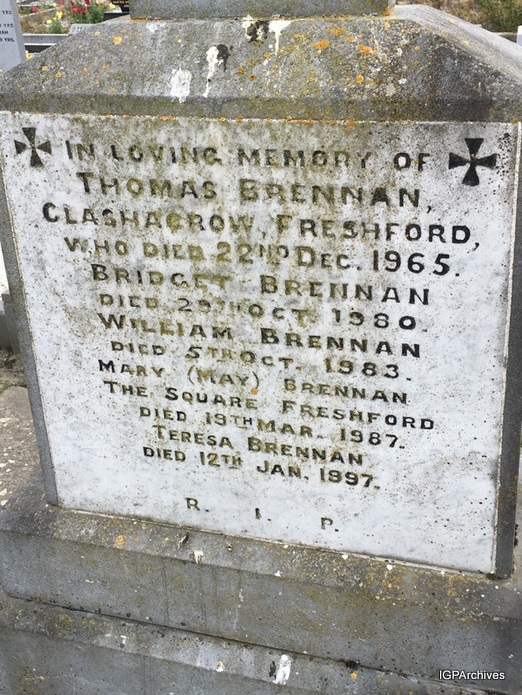 IN LOVING MEMORY OF
THOMAS BRENNAN,
CLASHACROW, FRESHFORD,
WHO DIED 22ND DEC. 1965.
BRIDGET BRENNAN
DIED 29TH OCT. 1980.
WILLIAM BRENNAN
DIED 5TH OCT. 1983.
MARY (MAY) BRENNAN
THE SQUARE FRESHFORD
DIED 19TH MAR. 1987.
TERESA BRENNAN
DIED 12TH JAN. 1997.
R. I. P.
IGPArchives